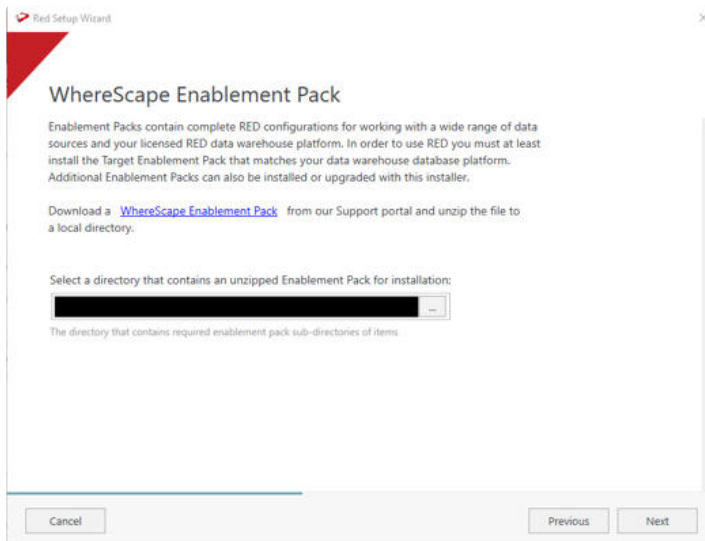 Red Setup Wizard
WhereScape Enablement Pack
Enablement Packs contain complete RED configurations for working with a wide range of data
sources and your licensed RED data warehouse platform. In order to use RED you must at least
install the Target Enablement Pack that matches your data warehouse database platform.
Additional Enablement Packs can also be installed or upgraded with this installer.
Download a WhereScape Enablement Pack from our Support portal and unzip the file to
a local directory.
Select a directory that contains an unzipped Enablement Pack for installation:
...
The directory that contains required enablement pack sub-directories of items
Cancel
Previous
Next